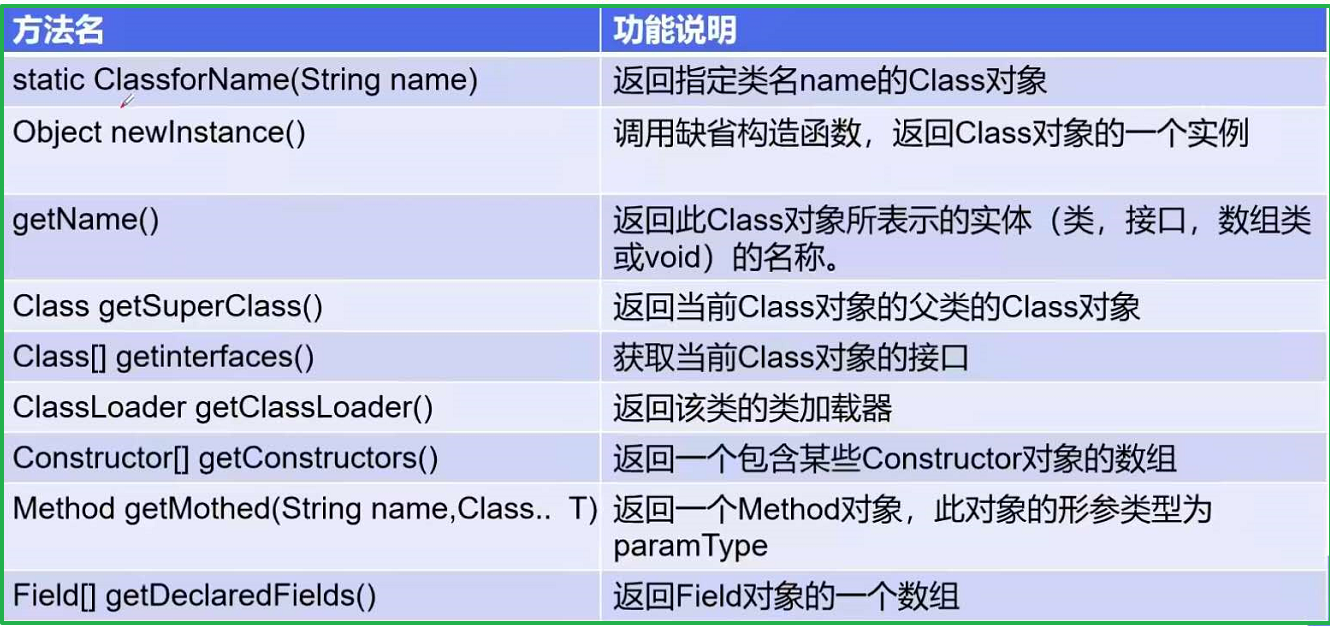 方法名
功能说明
static ClassforName(String name)
返回指定类名name的Class对象
Object newInstance()
调用缺省构造函数，返回Class对象的一个实例
getName()
返回此Class对象所表示的实体（类，接口，数组类
或void）的名称。
Class getSuperClass()
返回当前Class对象的父类的Class对象
Class[] getinterfaces()
获取当前Class对象的接口
ClassLoader getClassLoader()
返回该类的类加载器
Constructor[] getConstructors()
返回一个包含某些Constructor对象的数组
Method getMothed(String name,Class.. T)
返回一个Method对象，此对象的形参类型为
paramType
Field[] getDeclaredFields()
返回Field对象的一个数组